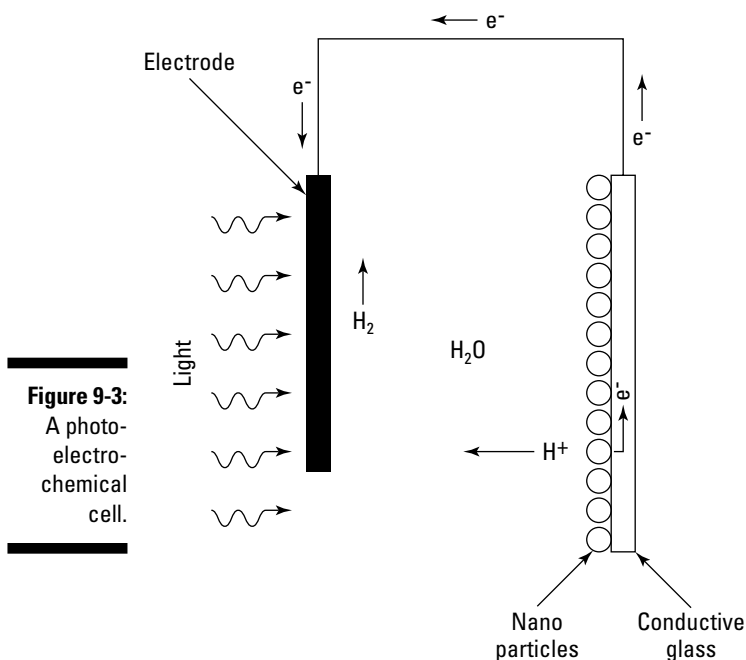 e-
Electrode
e-
e-
H2
H2O
Light
e-
H+
Figure 9-3:
A photo-
electro-
chemical
cell.
Nano
particles
Conductive
glass